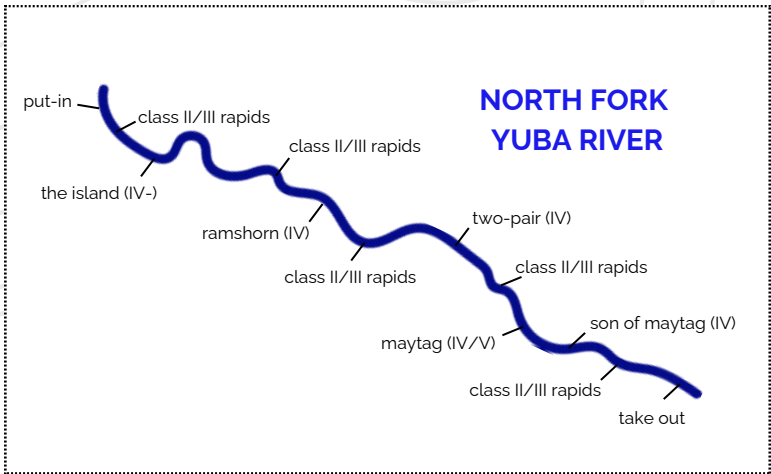 NORTH FORK
YUBA RIVER
put-in
class II/III rapids
the island (IV-)
class II/III rapids
ramshorn (IV)
class II/III rapids
two-pair (IV)
class II/III rapids
maytag (IV/V)
son of maytag (IV)
class II/III rapids
take out